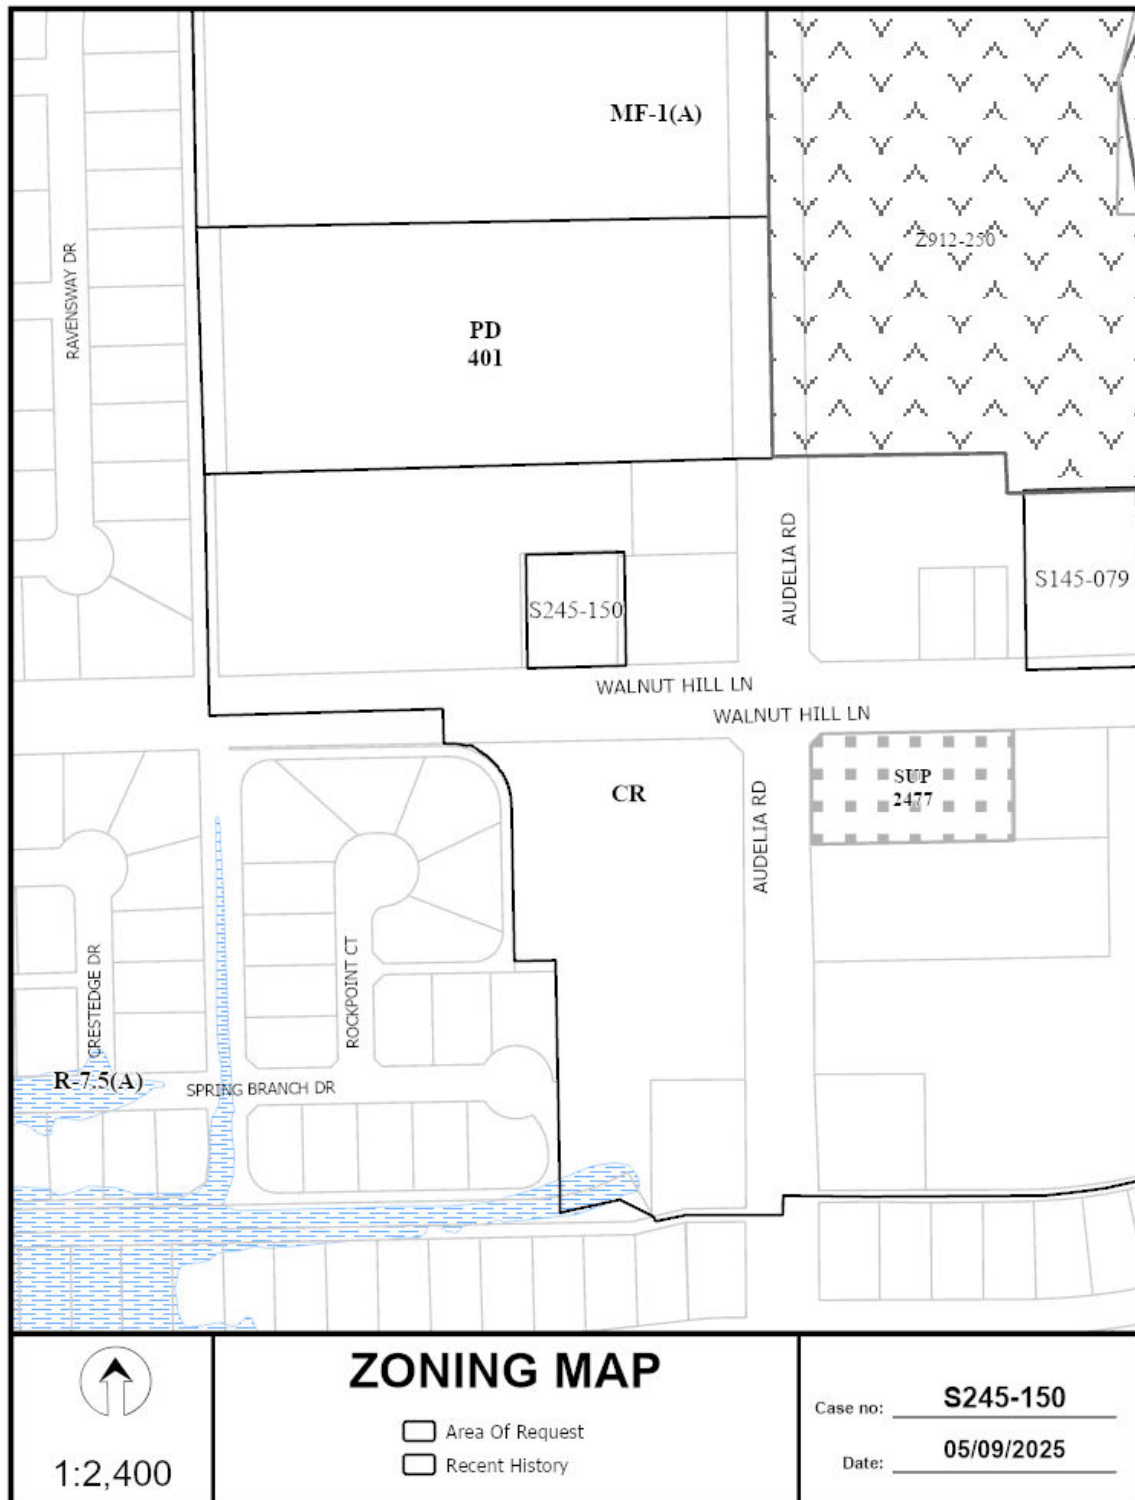 MF-1(A)
Z912-250
RAVENSWAY DR
PD
401
AUDELIA RD
S145-079
S245-150
WALNUT HILL LN
WALNUT HILL LN
SUP
2477
CR
AUDELIA RD
CRESTEDGE DR
ROCKPOINT CT
R-7.5(A)
SPRING BRANCH DR
ZONING MAP
Area Of Request
Recent History
1:2,400
Case no: S245-150
Date: 05/09/2025